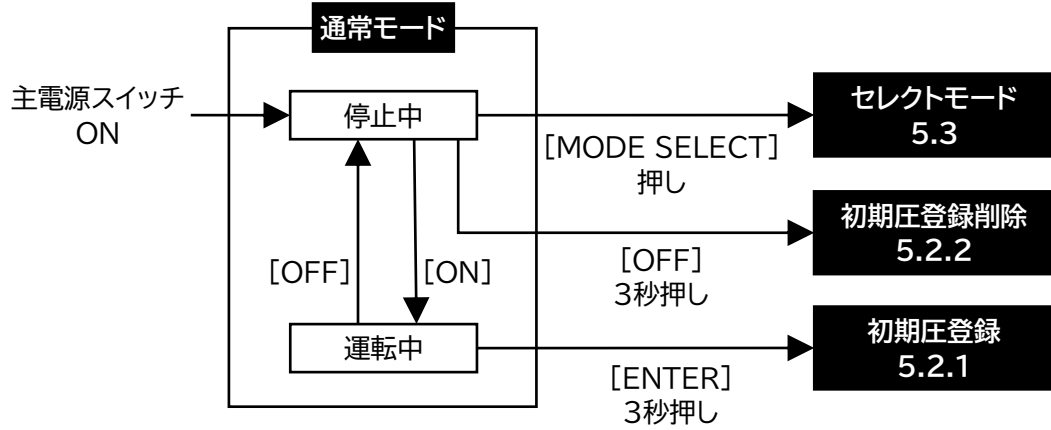 通常モード
主電源スイッチ
ON
停止中
[MODE SELECT]
押し
セレクトモード
5.3
初期圧登録削除
5.2.2
[OFF]
[ON]
[OFF]
3秒押し
運転中
初期圧登録
5.2.1
[ENTER]
3秒押し